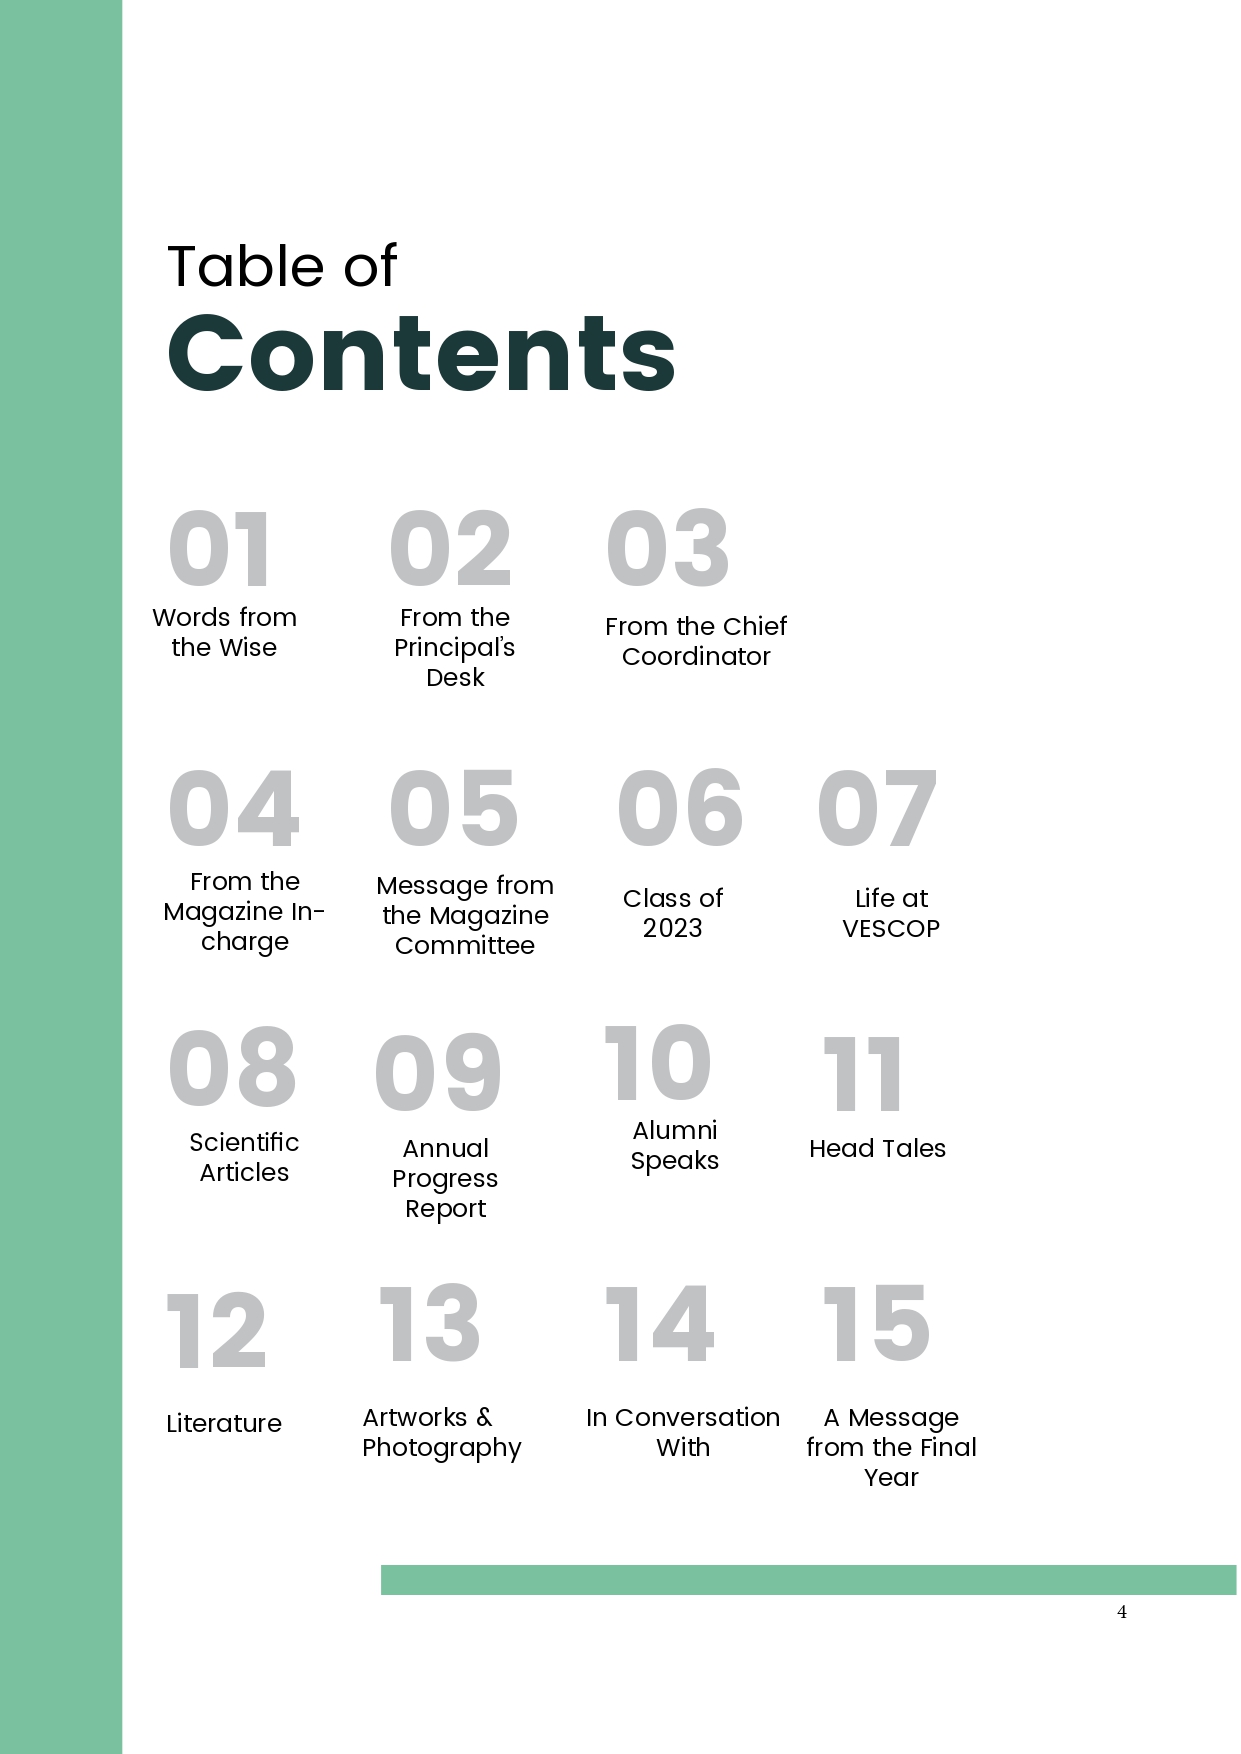 Table of
Contents
01
Words from
the Wise
02
From the
Principal’s
Desk
03
From the Chief
Coordinator
04
From the
Magazine In-
charge
05
Message from
the Magazine
Committee
06
Class of
2023
07
Life at
VESCOP
08
Scientific
Articles
09
Annual
Progress
Report
10
Alumni
Speaks
11
Head Tales
12
Literature
13
Artworks &
Photography
14
In Conversation
With
15
A Message
from the Final
Year
4